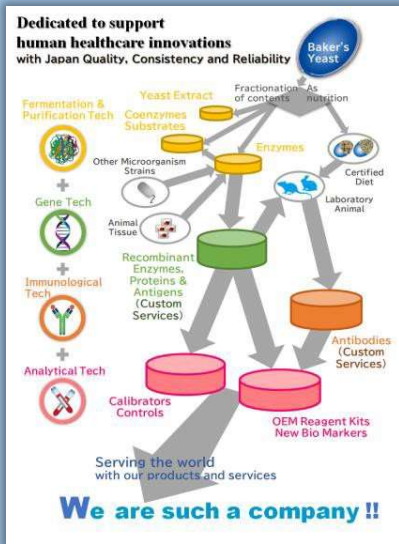 Dedicated to support
human healthcare innovations
with Japan Quality, Consistency and Reliability
Baker's
Yeast
Fractionation
of contents
As
nutrition
Yeast Extract
Coenzymes
Substrates
Enzymes
Certified
Diet
Other Microorganism
Strains
Laboratory
Animal
Animal
Tissue
Fermentation &
Purification Tech
+
Gene Tech
+
Immunological
Tech
+
Analytical Tech
Recombinant
Enzymes,
Proteins &
Antigens
(Custom
Services)
Antibodies
(Custom
Services)
Calibrators
Controls
OEM Reagent Kits
New Bio Markers
Serving the world
with our products and services
We are such a company !!